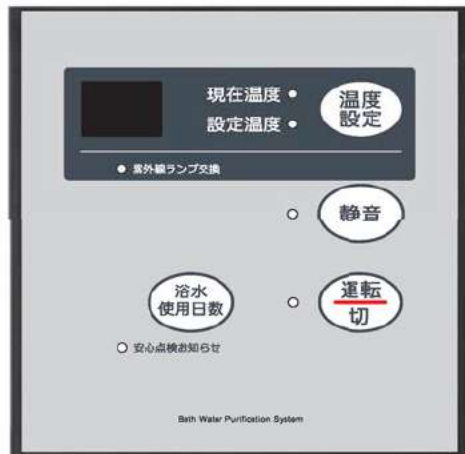 現在温度
設定温度
温度
設定
紫外線ランプ交換
静音
浴水
使用日数
運転
切
安心点検お知らせ
Bath Water Purification System